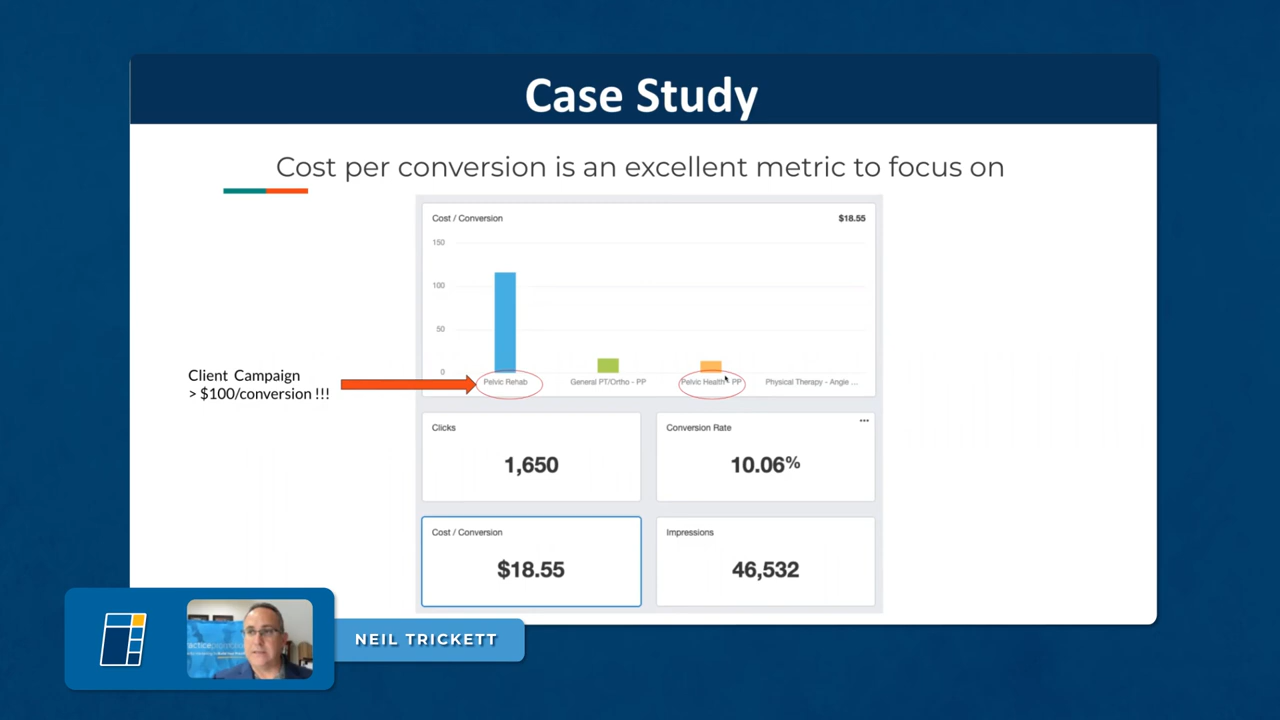 Case Study
Cost per conversion is an excellent metric to focus on
Cost / Conversion
$18.55
150
100
50
0
Pelvic Rehab
General PT/Ortho - PP
Pelvic Health - PP
Physical Therapy - Angie ...
Client Campaign
> $100/conversion !!!
Clicks
1,650
Conversion Rate
10.06%
Cost / Conversion
$18.55
Impressions
46,532
NEIL TRICKETT